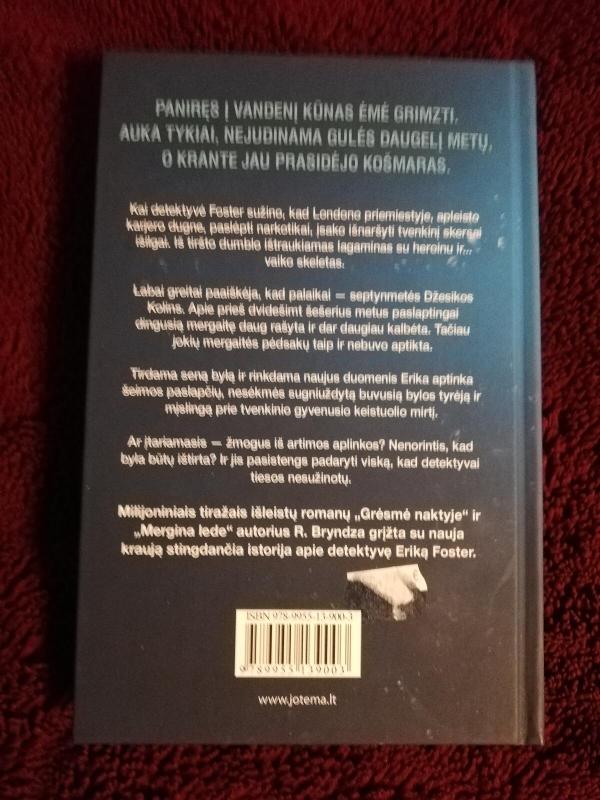 PANIRĘS Į VANDENĮ KŪNAS ĖMĖ GRIMZTI.
AUKA TYKIAI, NEJUDINAMA GULĖS DAUGELĮ METŲ,
O KRANTE JAU PRASIDĖJO KOŠMARAS.
Kai detektyvė Foster sužino, kad Londono priemiestyje, apleisto
karjero dugne, paslėpti narkotikai, įsako išnaršyti tvenkinį skersai
išilgai. Iš tiršto dumblo ištraukiamas lagaminas su heroinu ir...
vaiko skeletas.
Labai greitai paaiškėja, kad palaikai – septynmetės Džesikos
Kolins. Apie prieš dvidešimt šešerius metus paslaptingai
dingusią mergaitę daug rašyta ir dar daugiau kalbėta. Tačiau
jokių mergaitės pėdsakų taip ir nebuvo aptikta.
Tirdama seną bylą ir rinkdama naujus duomenis Erika aptinka
šeimos paslapčių, nesėkmės sugniuždytą buvusią bylos tyrėją ir
mįslingą prie tvenkinio gyvenusio keistuolio mirtį.
Ar įtariamasis – žmogus iš artimos aplinkos? Nenorintis, kad
byla būtų ištirta? Ir jis pasistengs padaryti viską, kad detektyvai
tiesos nesužinotų.
Milijoniniais tiražais išleistų romanų „Grėsmė naktyje“ ir
„Mergina lede“ autorius R. Bryndza grįžta su nauja
kraują stingdančia istorija apie detektyvę Eriką Foster.
ISBN 978-9955-13-900-3
9789955139003
www.jotema.lt